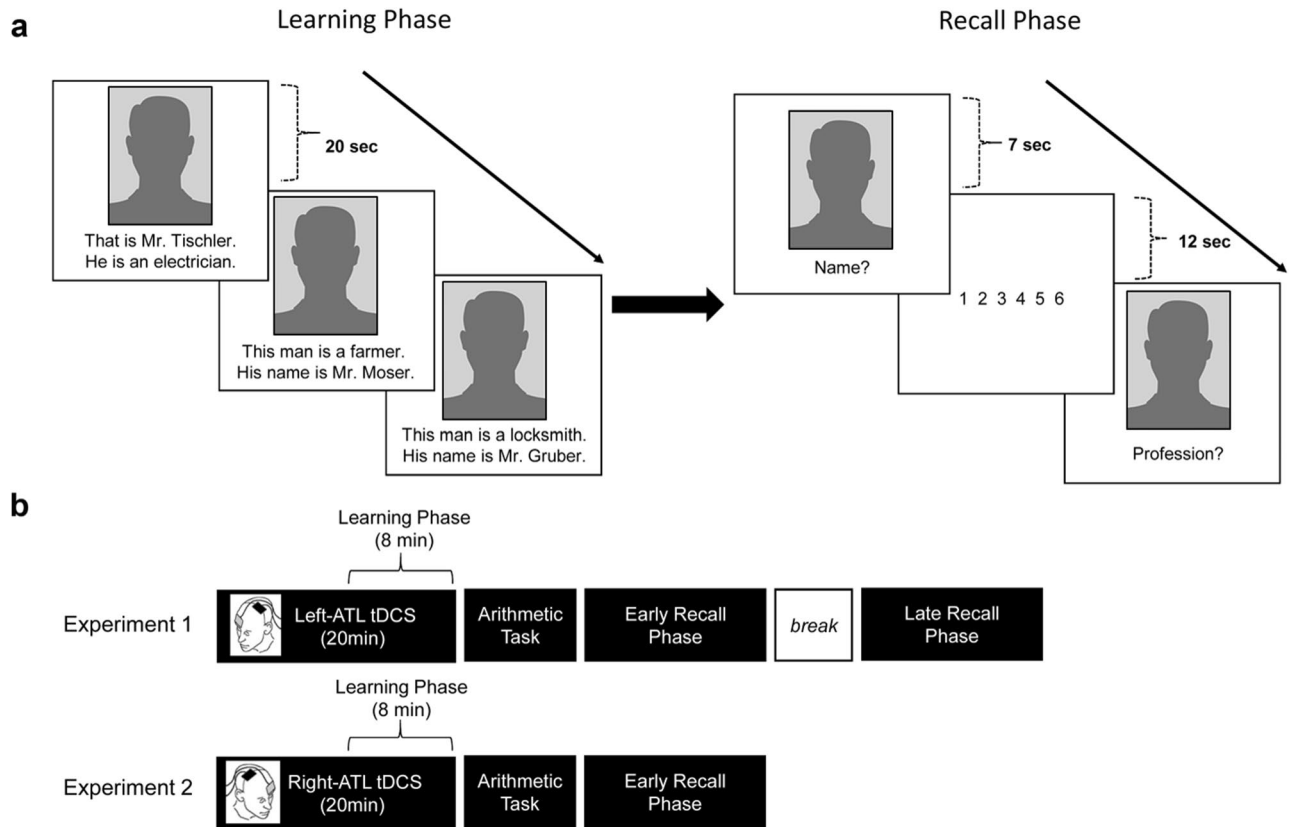 a
Learning Phase
Recall Phase
20 sec
That is Mr. Tischler.
He is an electrician.
This man is a farmer.
His name is Mr. Moser.
This man is a locksmith.
His name is Mr. Gruber.
7 sec
Name?
12 sec
1 2 3 4 5 6
Profession?
b
Learning Phase
(8 min)
Experiment 1
Left-ATL tDCS
(20min)
Arithmetic
Task
Early Recall
Phase
break
Late Recall
Phase
Learning Phase
(8 min)
Experiment 2
Right-ATL tDCS
(20min)
Arithmetic
Task
Early Recall
Phase